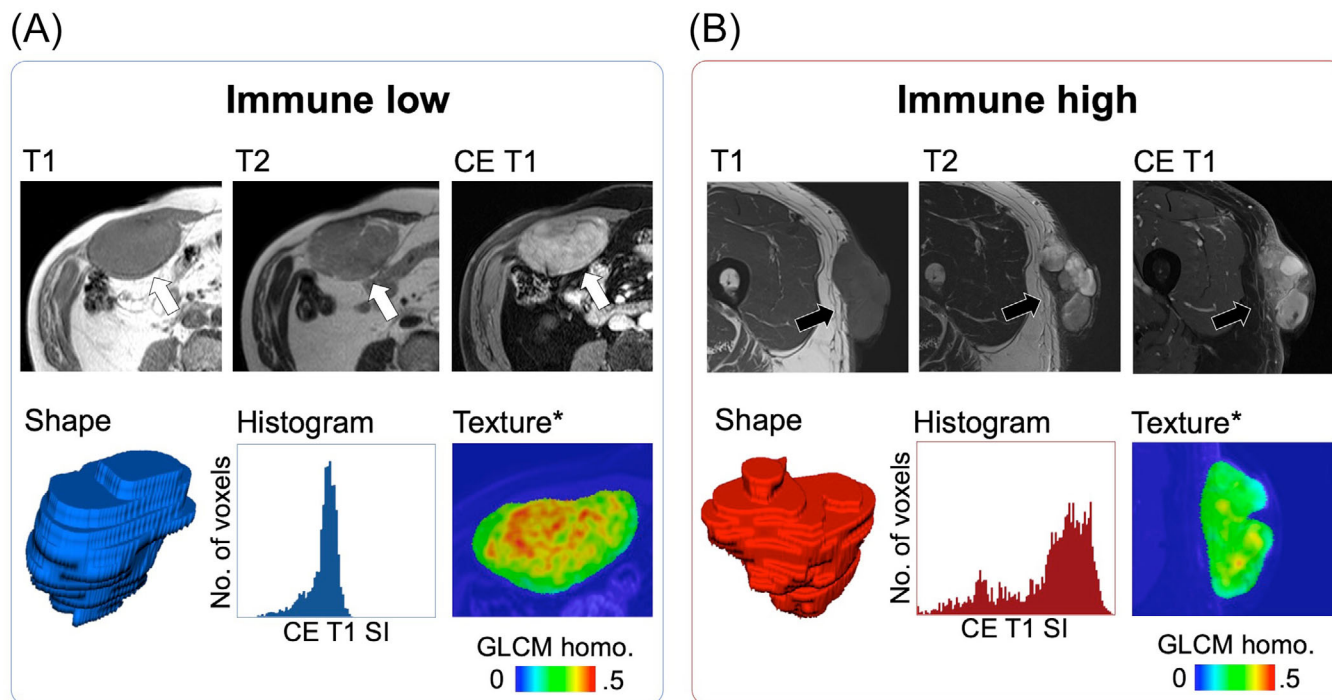 (A)
Immune low
T1
T2
CE T1
Shape
Histogram
Texture*
No. of voxels
CE T1 SI
GLCM homo.
0
.5
(B)
Immune high
T1
T2
CE T1
Shape
Histogram
Texture*
No. of voxels
CE T1 SI
GLCM homo.
0
.5